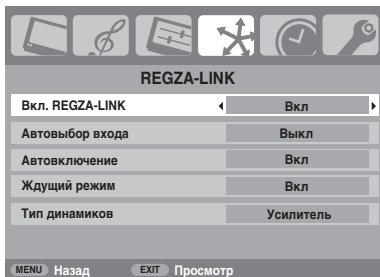 REGZA-LINK
Вкл. REGZA-LINK Вкл
Автовыбор входа Выкл
Автовключение Вкл
Ждущий режим Вкл
Тип динамиков Усилитель
MENU Назад EXIT Просмотр